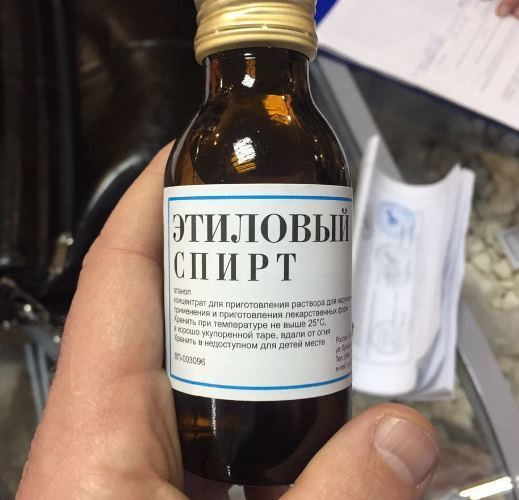 ЭТИЛОВЫЙ
СПИРТ
этанол
концентрат для приготовления раствора для
применения и приготовления лекарственных форм
Хранить при температуре не выше 25°С,
в хорошо укупоренной таре, вдали от огня
Хранить в недоступном для детей месте
ЛП-003096